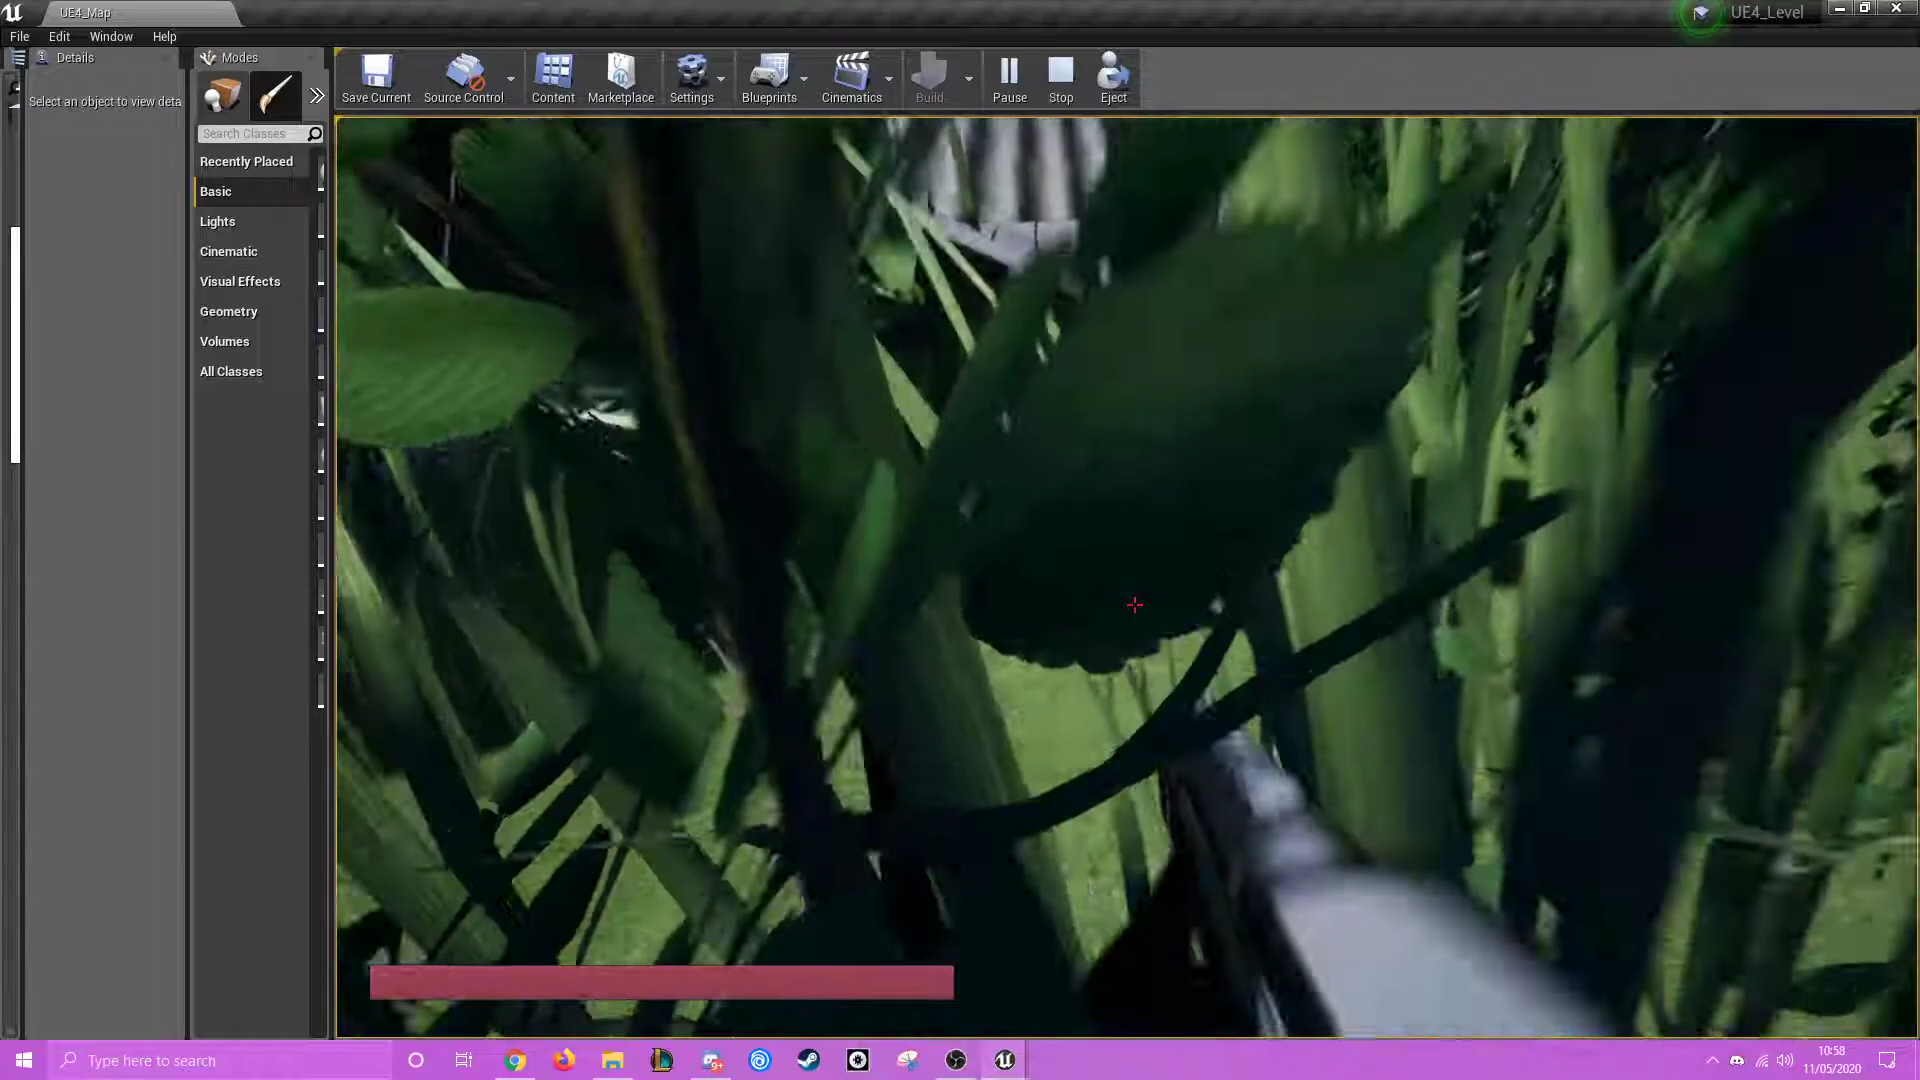 UE4_Map
UE4_Level
File Edit Window Help
Details
Modes
Select an object to view deta
Save Current
Source Control
Content
Marketplace
Settings
Blueprints
Cinematics
Build
Pause
Stop
Eject
Search Classes
Recently Placed
Basic
Lights
Cinematic
Visual Effects
Geometry
Volumes
All Classes
Type here to search
9+
10:58
11/05/2020